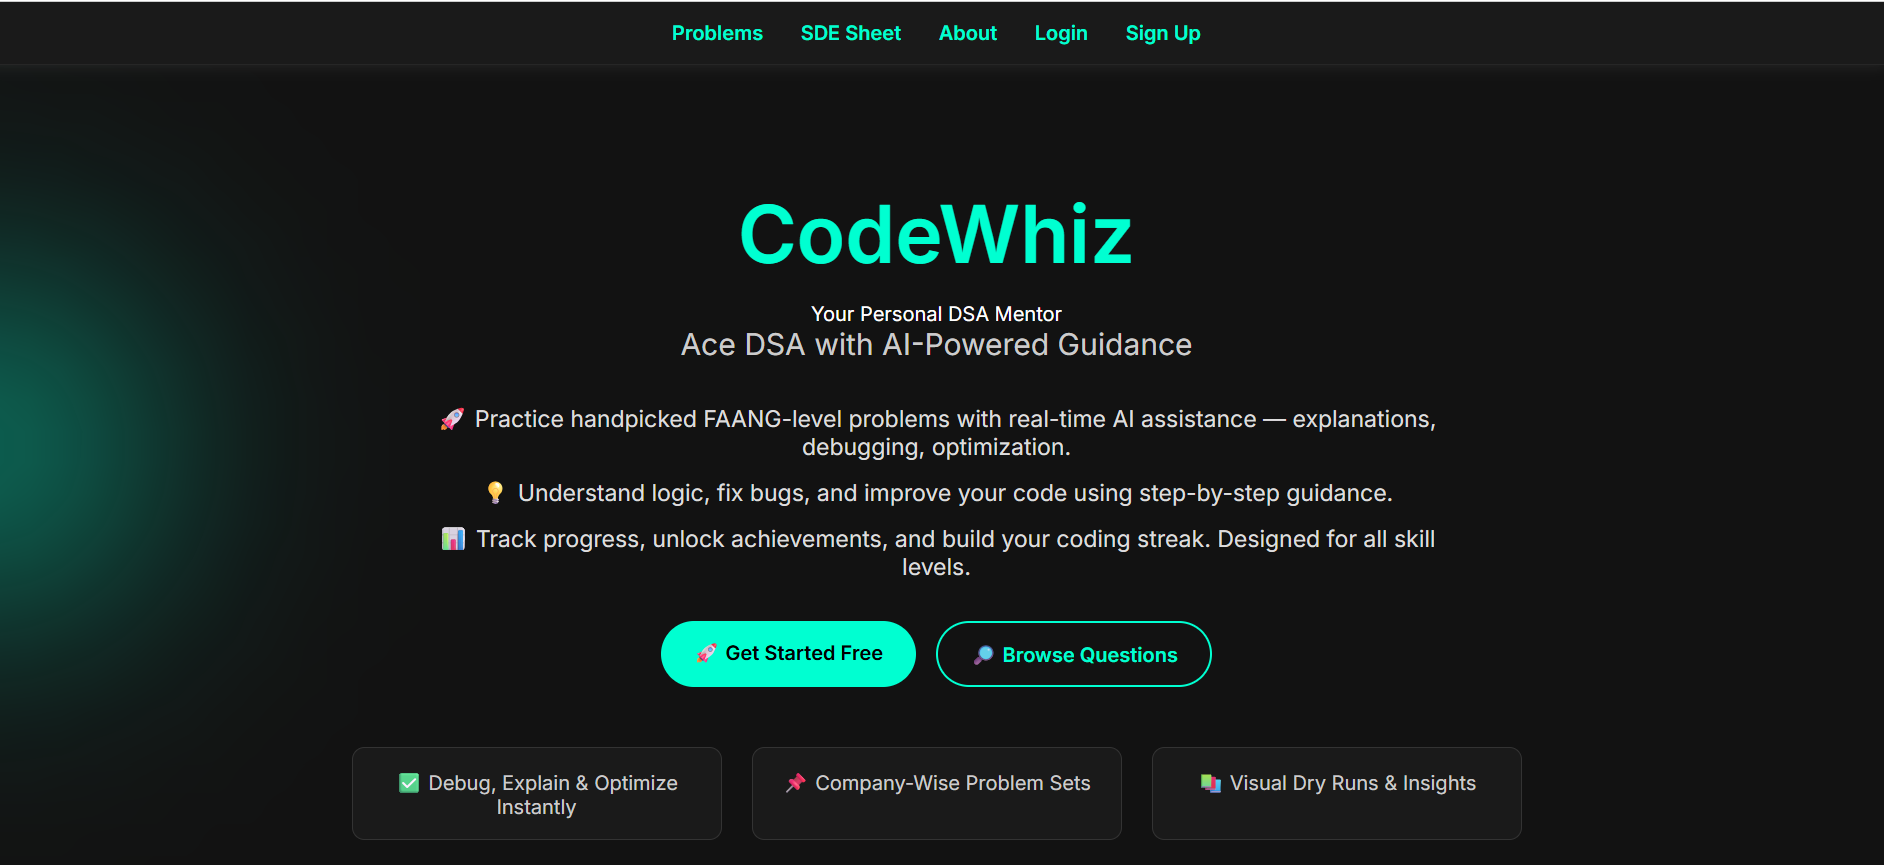 Problems SDE Sheet About Login Sign Up
CodeWhiz
Your Personal DSA Mentor
Ace DSA with AI-Powered Guidance
🚀 Practice handpicked FAANG-level problems with real-time AI assistance — explanations,
debugging, optimization.
💡 Understand logic, fix bugs, and improve your code using step-by-step guidance.
📊 Track progress, unlock achievements, and build your coding streak. Designed for all skill
levels.
🚀 Get Started Free
🔎 Browse Questions
✅ Debug, Explain & Optimize
Instantly
📌 Company-Wise Problem Sets
📚 Visual Dry Runs & Insights